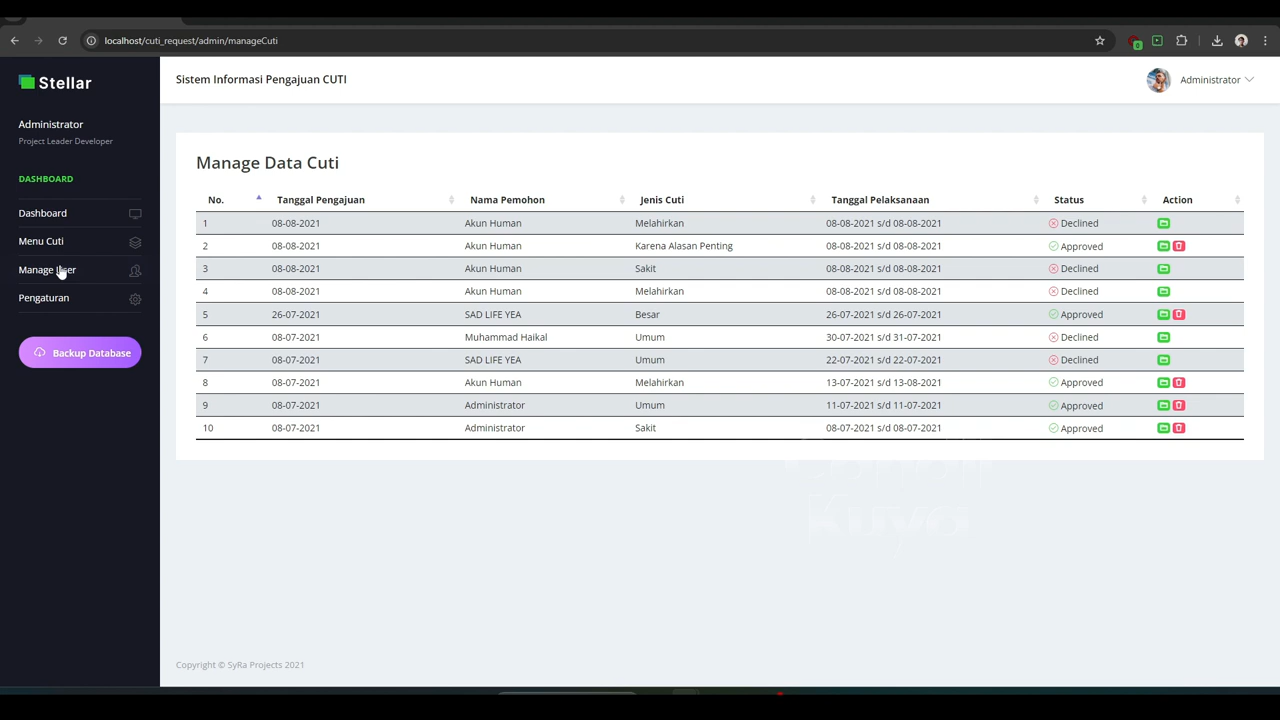 localhost/cuti_request/admin/manageCuti
0
Stellar
Sistem Informasi Pengajuan CUTI
Administrator
Administrator
Project Leader Developer
DASHBOARD
Dashboard
Menu Cuti
Manage User
Pengaturan
Backup Database
Manage Data Cuti
No. Tanggal Pengajuan Nama Pemohon Jenis Cuti Tanggal Pelaksanaan Status Action
1 08-08-2021 Akun Human Melahirkan 08-08-2021 s/d 08-08-2021 Declined
2 08-08-2021 Akun Human Karena Alasan Penting 08-08-2021 s/d 08-08-2021 Approved
3 08-08-2021 Akun Human Sakit 08-08-2021 s/d 08-08-2021 Declined
4 08-08-2021 Akun Human Melahirkan 08-08-2021 s/d 08-08-2021 Declined
5 26-07-2021 SAD LIFE YEA Besar 26-07-2021 s/d 26-07-2021 Approved
6 08-07-2021 Muhammad Haikal Umum 30-07-2021 s/d 31-07-2021 Declined
7 08-07-2021 SAD LIFE YEA Umum 22-07-2021 s/d 22-07-2021 Declined
8 08-07-2021 Akun Human Melahirkan 13-07-2021 s/d 13-08-2021 Approved
9 08-07-2021 Administrator Umum 11-07-2021 s/d 11-07-2021 Approved
10 08-07-2021 Administrator Sakit 08-07-2021 s/d 08-07-2021 Approved
Copyright © SyRa Projects 2021